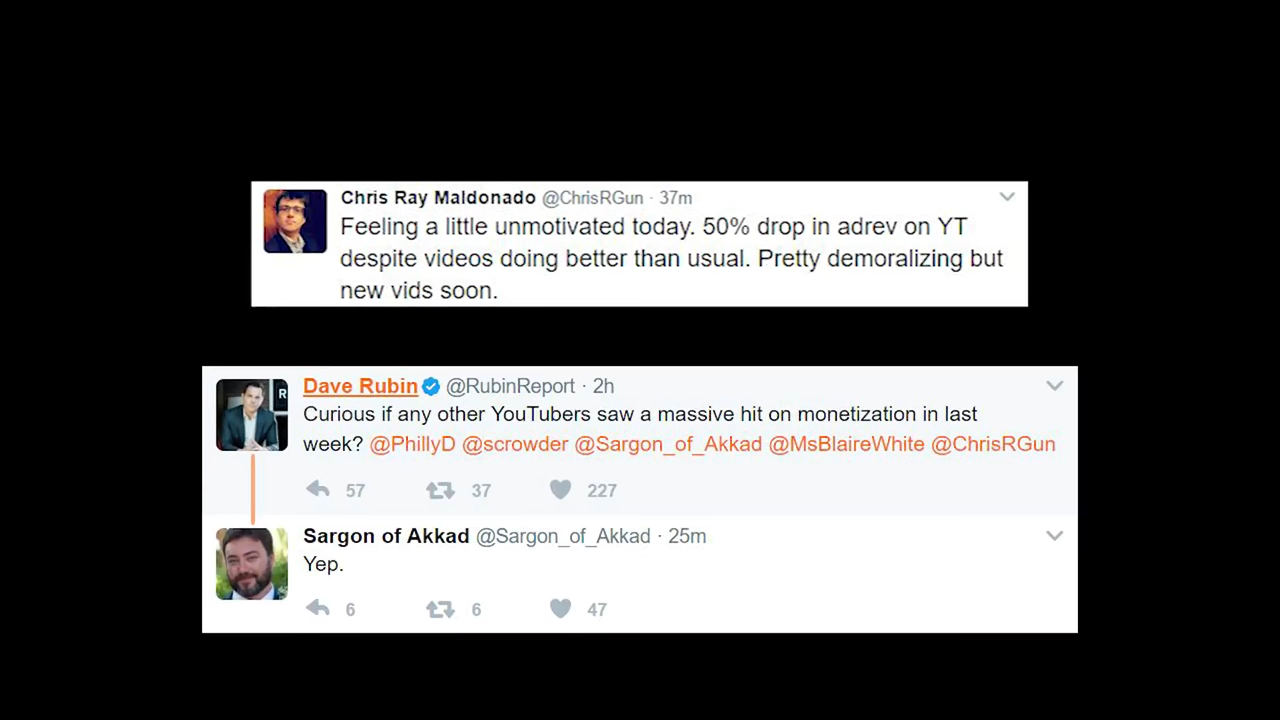 Chris Ray Maldonado @ChrisRGun · 37m
Feeling a little unmotivated today. 50% drop in adrev on YT
despite videos doing better than usual. Pretty demoralizing but
new vids soon.
Dave Rubin @RubinReport · 2h
R
Curious if any other YouTubers saw a massive hit on monetization in last
week? @PhillyD @scrowder @Sargon_of_Akkad @MsBlaireWhite @ChrisRGun
57 37 227
Sargon of Akkad @Sargon_of_Akkad · 25m
Yep.
6 6 47